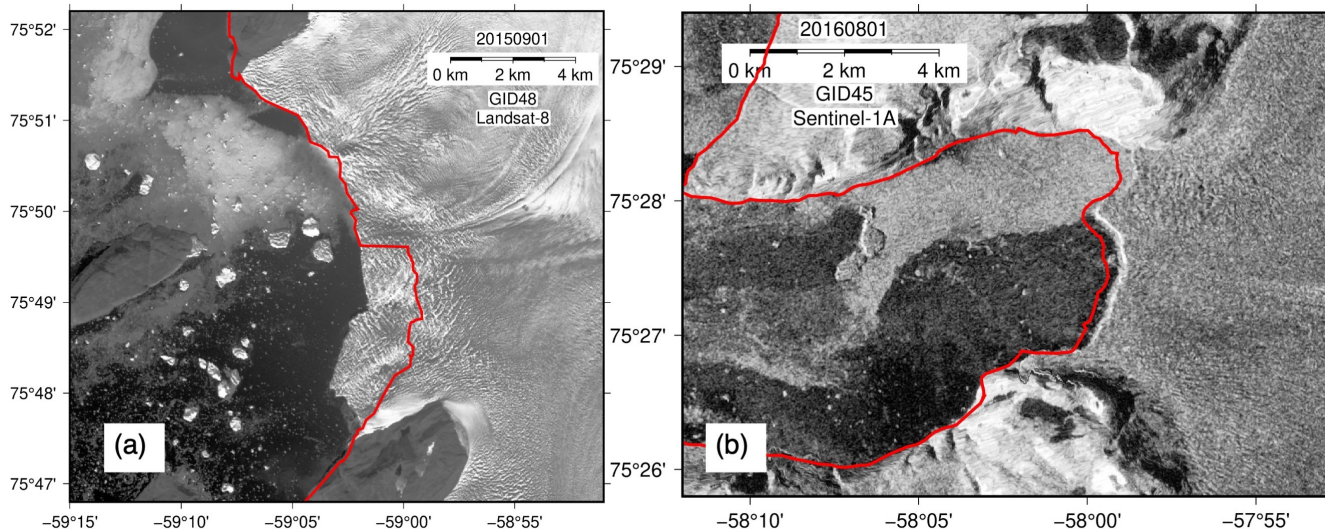 75°52'
75°51'
75°50'
75°49'
75°48'
75°47'
20150901
0 km 2 km 4 km
GID48
Landsat-8
(a)
−59°15' −59°10' −59°05' −59°00' −58°55'
75°29'
75°28'
75°27'
75°26'
20160801
0 km 2 km 4 km
GID45
Sentinel-1A
(b)
−58°10' −58°05' −58°00' −57°55'